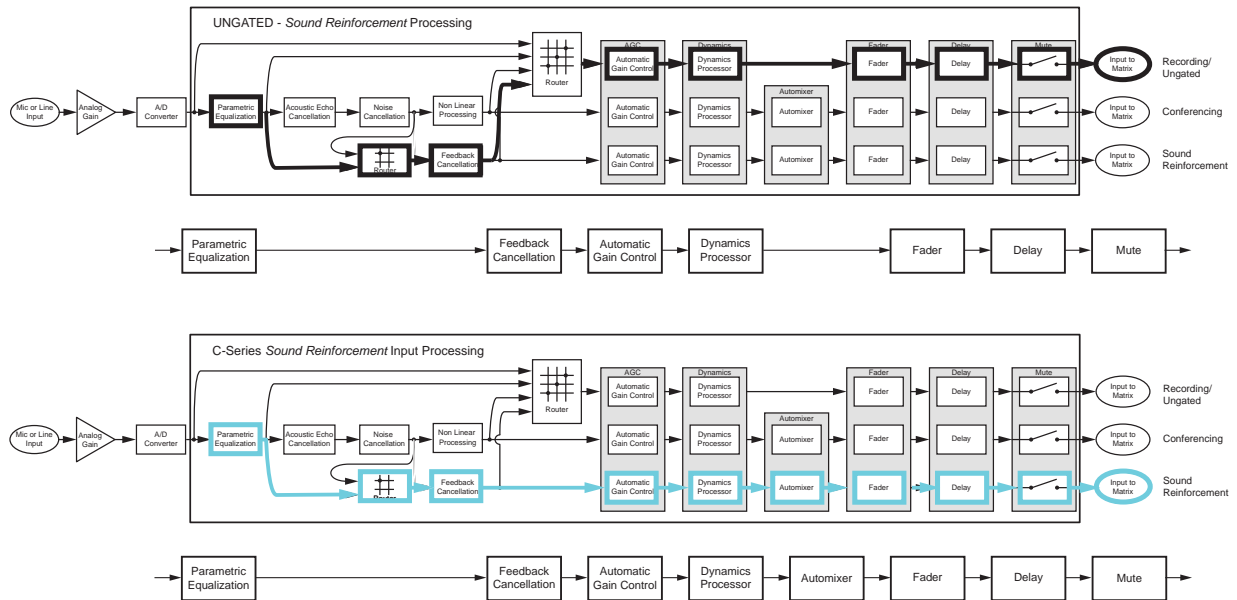 UNGATED - Sound Reinforcement Processing
AGC
Dynamics
Fader
Delay
Mute
Router
Automatic
Gain Control
Dynamics
Processor
Fader
Delay
Input to
Matrix
Recording/
Ungated
Automixer
Mic or Line
Input
Analog
Gain
A/D
Converter
Parametric
Equalization
Acoustic Echo
Cancellation
Noise
Cancellation
Non Linear
Processing
Automatic
Gain Control
Dynamics
Processor
Automixer
Fader
Delay
Input to
Matrix
Conferencing
Router
Feedback
Cancellation
Automatic
Gain Control
Dynamics
Processor
Automixer
Fader
Delay
Input to
Matrix
Sound
Reinforcement
Parametric
Equalization
Feedback
Cancellation
Automatic
Gain Control
Dynamics
Processor
Fader
Delay
Mute
C-Series Sound Reinforcement Input Processing
AGC
Dynamics
Fader
Delay
Mute
Router
Automatic
Gain Control
Dynamics
Processor
Fader
Delay
Input to
Matrix
Recording/
Ungated
Automixer
Mic or Line
Input
Analog
Gain
A/D
Converter
Parametric
Equalization
Acoustic Echo
Cancellation
Noise
Cancellation
Non Linear
Processing
Automatic
Gain Control
Dynamics
Processor
Automixer
Fader
Delay
Input to
Matrix
Conferencing
Router
Feedback
Cancellation
Automatic
Gain Control
Dynamics
Processor
Automixer
Fader
Delay
Input to
Matrix
Sound
Reinforcement
Parametric
Equalization
Feedback
Cancellation
Automatic
Gain Control
Dynamics
Processor
Automixer
Fader
Delay
Mute